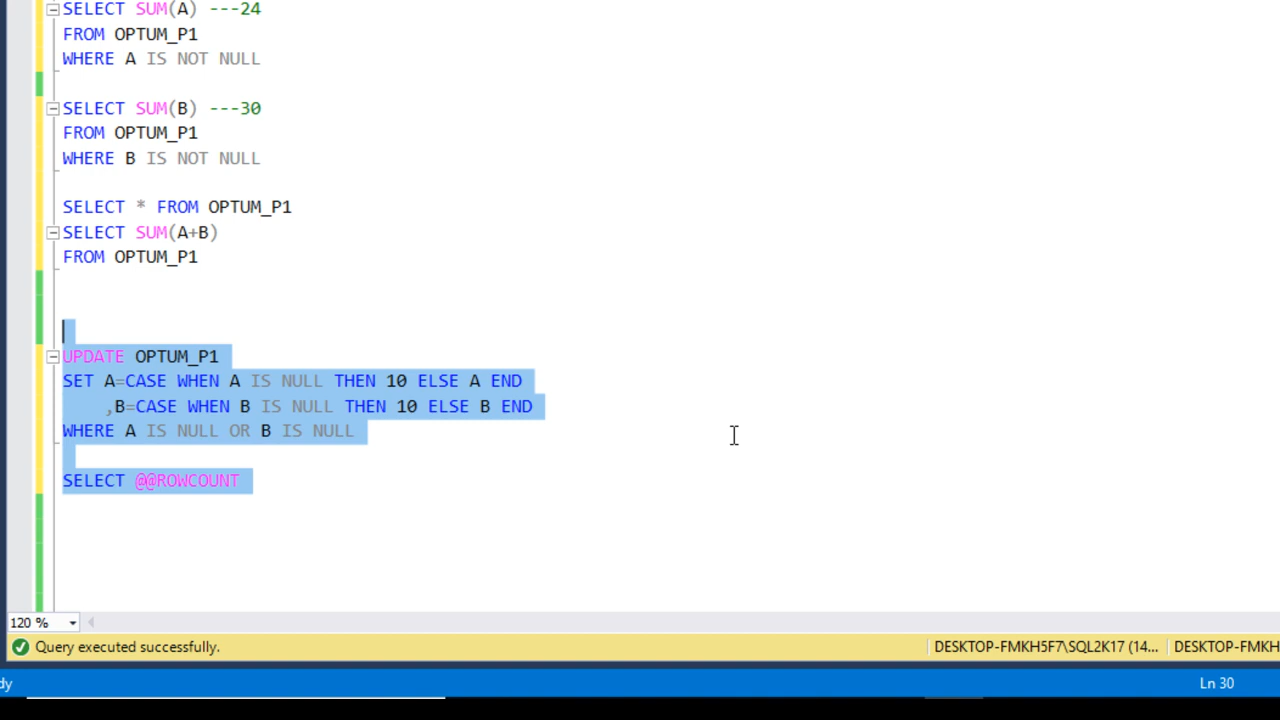 SELECT SUM(A) ---24
FROM OPTUM_P1
WHERE A IS NOT NULL
SELECT SUM(B) ---30
FROM OPTUM_P1
WHERE B IS NOT NULL
SELECT * FROM OPTUM_P1
SELECT SUM(A+B)
FROM OPTUM_P1
UPDATE OPTUM_P1
SET A=CASE WHEN A IS NULL THEN 10 ELSE A END
,B=CASE WHEN B IS NULL THEN 10 ELSE B END
WHERE A IS NULL OR B IS NULL
SELECT @@ROWCOUNT
120 %
Query executed successfully. DESKTOP-FMKH5F7\SQL2K17 (14... DESKTOP-FMKH
dy Ln 30